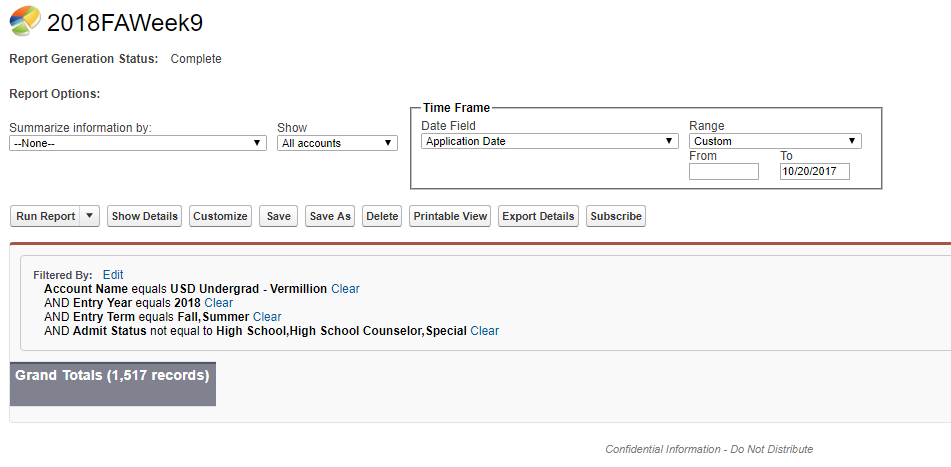 2018FAWeek9
Report Generation Status: Complete
Report Options:
Time Frame
Summarize information by: Show Date Field Range
--None-- All accounts Application Date Custom
From To
10/20/2017
Run Report Show Details Customize Save Save As Delete Printable View Export Details Subscribe
Filtered By: Edit
Account Name equals USD Undergrad - Vermillion Clear
AND Entry Year equals 2018 Clear
AND Entry Term equals Fall,Summer Clear
AND Admit Status not equal to High School,High School Counselor,Special Clear
Grand Totals (1,517 records)
Confidential Information - Do Not Distribute